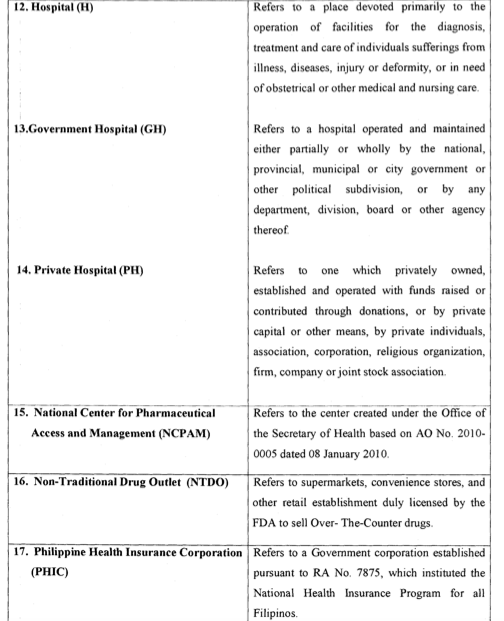 12. Hospital (H)
Refers to a place devoted primarily to the
operation of facilities for the diagnosis,
treatment and care of individuals sufferings from
illness, diseases, injury or deformity, or in need
of obstetrical or other medical and nursing care.
13.Government Hospital (GH)
Refers to a hospital operated and maintained
either partially or wholly by the national,
provincial, municipal or city government or
other political subdivision, or by any
department, division, board or other agency
thereof.
14. Private Hospital (PH)
Refers to one which privately owned,
established and operated with funds raised or
contributed through donations, or by private
capital or other means, by private individuals,
association, corporation, religious organization,
firm, company or joint stock association.
15. National Center for Pharmaceutical
Access and Management (NCPAM)
Refers to the center created under the Office of
the Secretary of Health based on AO No. 2010-
0005 dated 08 January 2010.
16. Non-Traditional Drug Outlet (NTDO)
Refers to supermarkets, convenience stores, and
other retail establishment duly licensed by the
FDA to sell Over- The-Counter drugs.
17. Philippine Health Insurance Corporation
(PHIC)
Refers to a Government corporation established
pursuant to RA No. 7875, which instituted the
National Health Insurance Program for all
Filipinos.